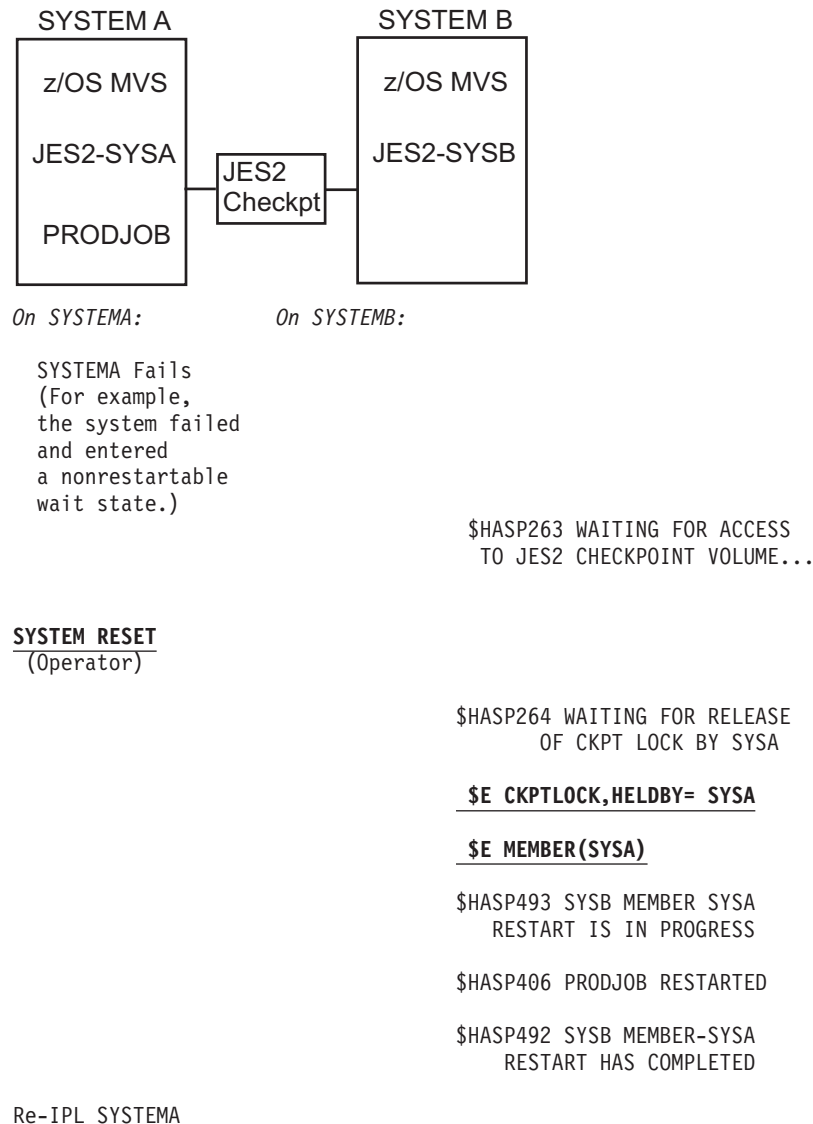 SYSTEM A
z/OS MVS
JES2-SYSA
PRODJOB
JES2
Checkpt
SYSTEM B
z/OS MVS
JES2-SYSB
On SYSTEMA:
On SYSTEMB:
SYSTEMA Fails
(For example,
the system failed
and entered
a nonrestartable
wait state.)
$HASP263 WAITING FOR ACCESS
TO JES2 CHECKPOINT VOLUME...
SYSTEM RESET
(Operator)
$HASP264 WAITING FOR RELEASE
OF CKPT LOCK BY SYSA
$E CKPTLOCK,HELDBY= SYSA
$E MEMBER(SYSA)
$HASP493 SYSB MEMBER SYSA
RESTART IS IN PROGRESS
$HASP406 PRODJOB RESTARTED
$HASP492 SYSB MEMBER-SYSA
RESTART HAS COMPLETED
Re-IPL SYSTEMA